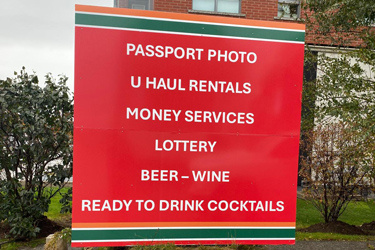 PASSPORT PHOTO
U HAUL RENTALS
MONEY SERVICES
LOTTERY
BEER – WINE
READY TO DRINK COCKTAILS